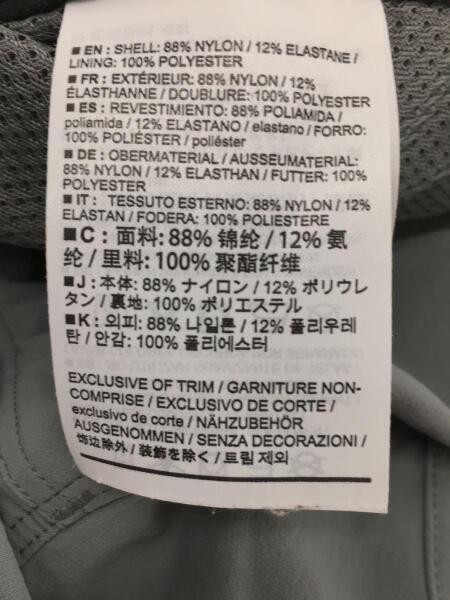 ■ EN : SHELL: 88% NYLON / 12% ELASTANE /
LINING: 100% POLYESTER
■ FR : EXTÉRIEUR: 88% NYLON / 12%
ÉLASTHANNE / DOUBLURE: 100% POLYESTER
■ ES : REVESTIMIENTO: 88% POLIAMIDA /
poliamida / 12% ELASTANO / elastano / FORRO:
100% POLIÉSTER / poliéster
■ DE : OBERMATERIAL / AUSSEUMATERIAL:
88% NYLON / 12% ELASTHAN / FUTTER: 100%
POLYESTER
■ IT : TESSUTO ESTERNO: 88% NYLON / 12%
ELASTAN / FODERA: 100% POLIESTERE
■ C : 面料: 88% 锦纶 / 12% 氨
纶 / 里料: 100% 聚酯纤维
■ J : 本体: 88% ナイロン / 12% ポリウレ
タン / 裏地: 100% ポリエステル
■ K : 외피: 88% 나일론 / 12% 폴리우레
탄 / 안감: 100% 폴리에스터
EXCLUSIVE OF TRIM / GARNITURE NON-
COMPRISE / EXCLUSIVO DE CORTE /
exclusivo de corte / NÄHZUBEHÖR
AUSGENOMMEN / SENZA DECORAZIONI /
饰边除外 / 装飾を除く / 트림 제외